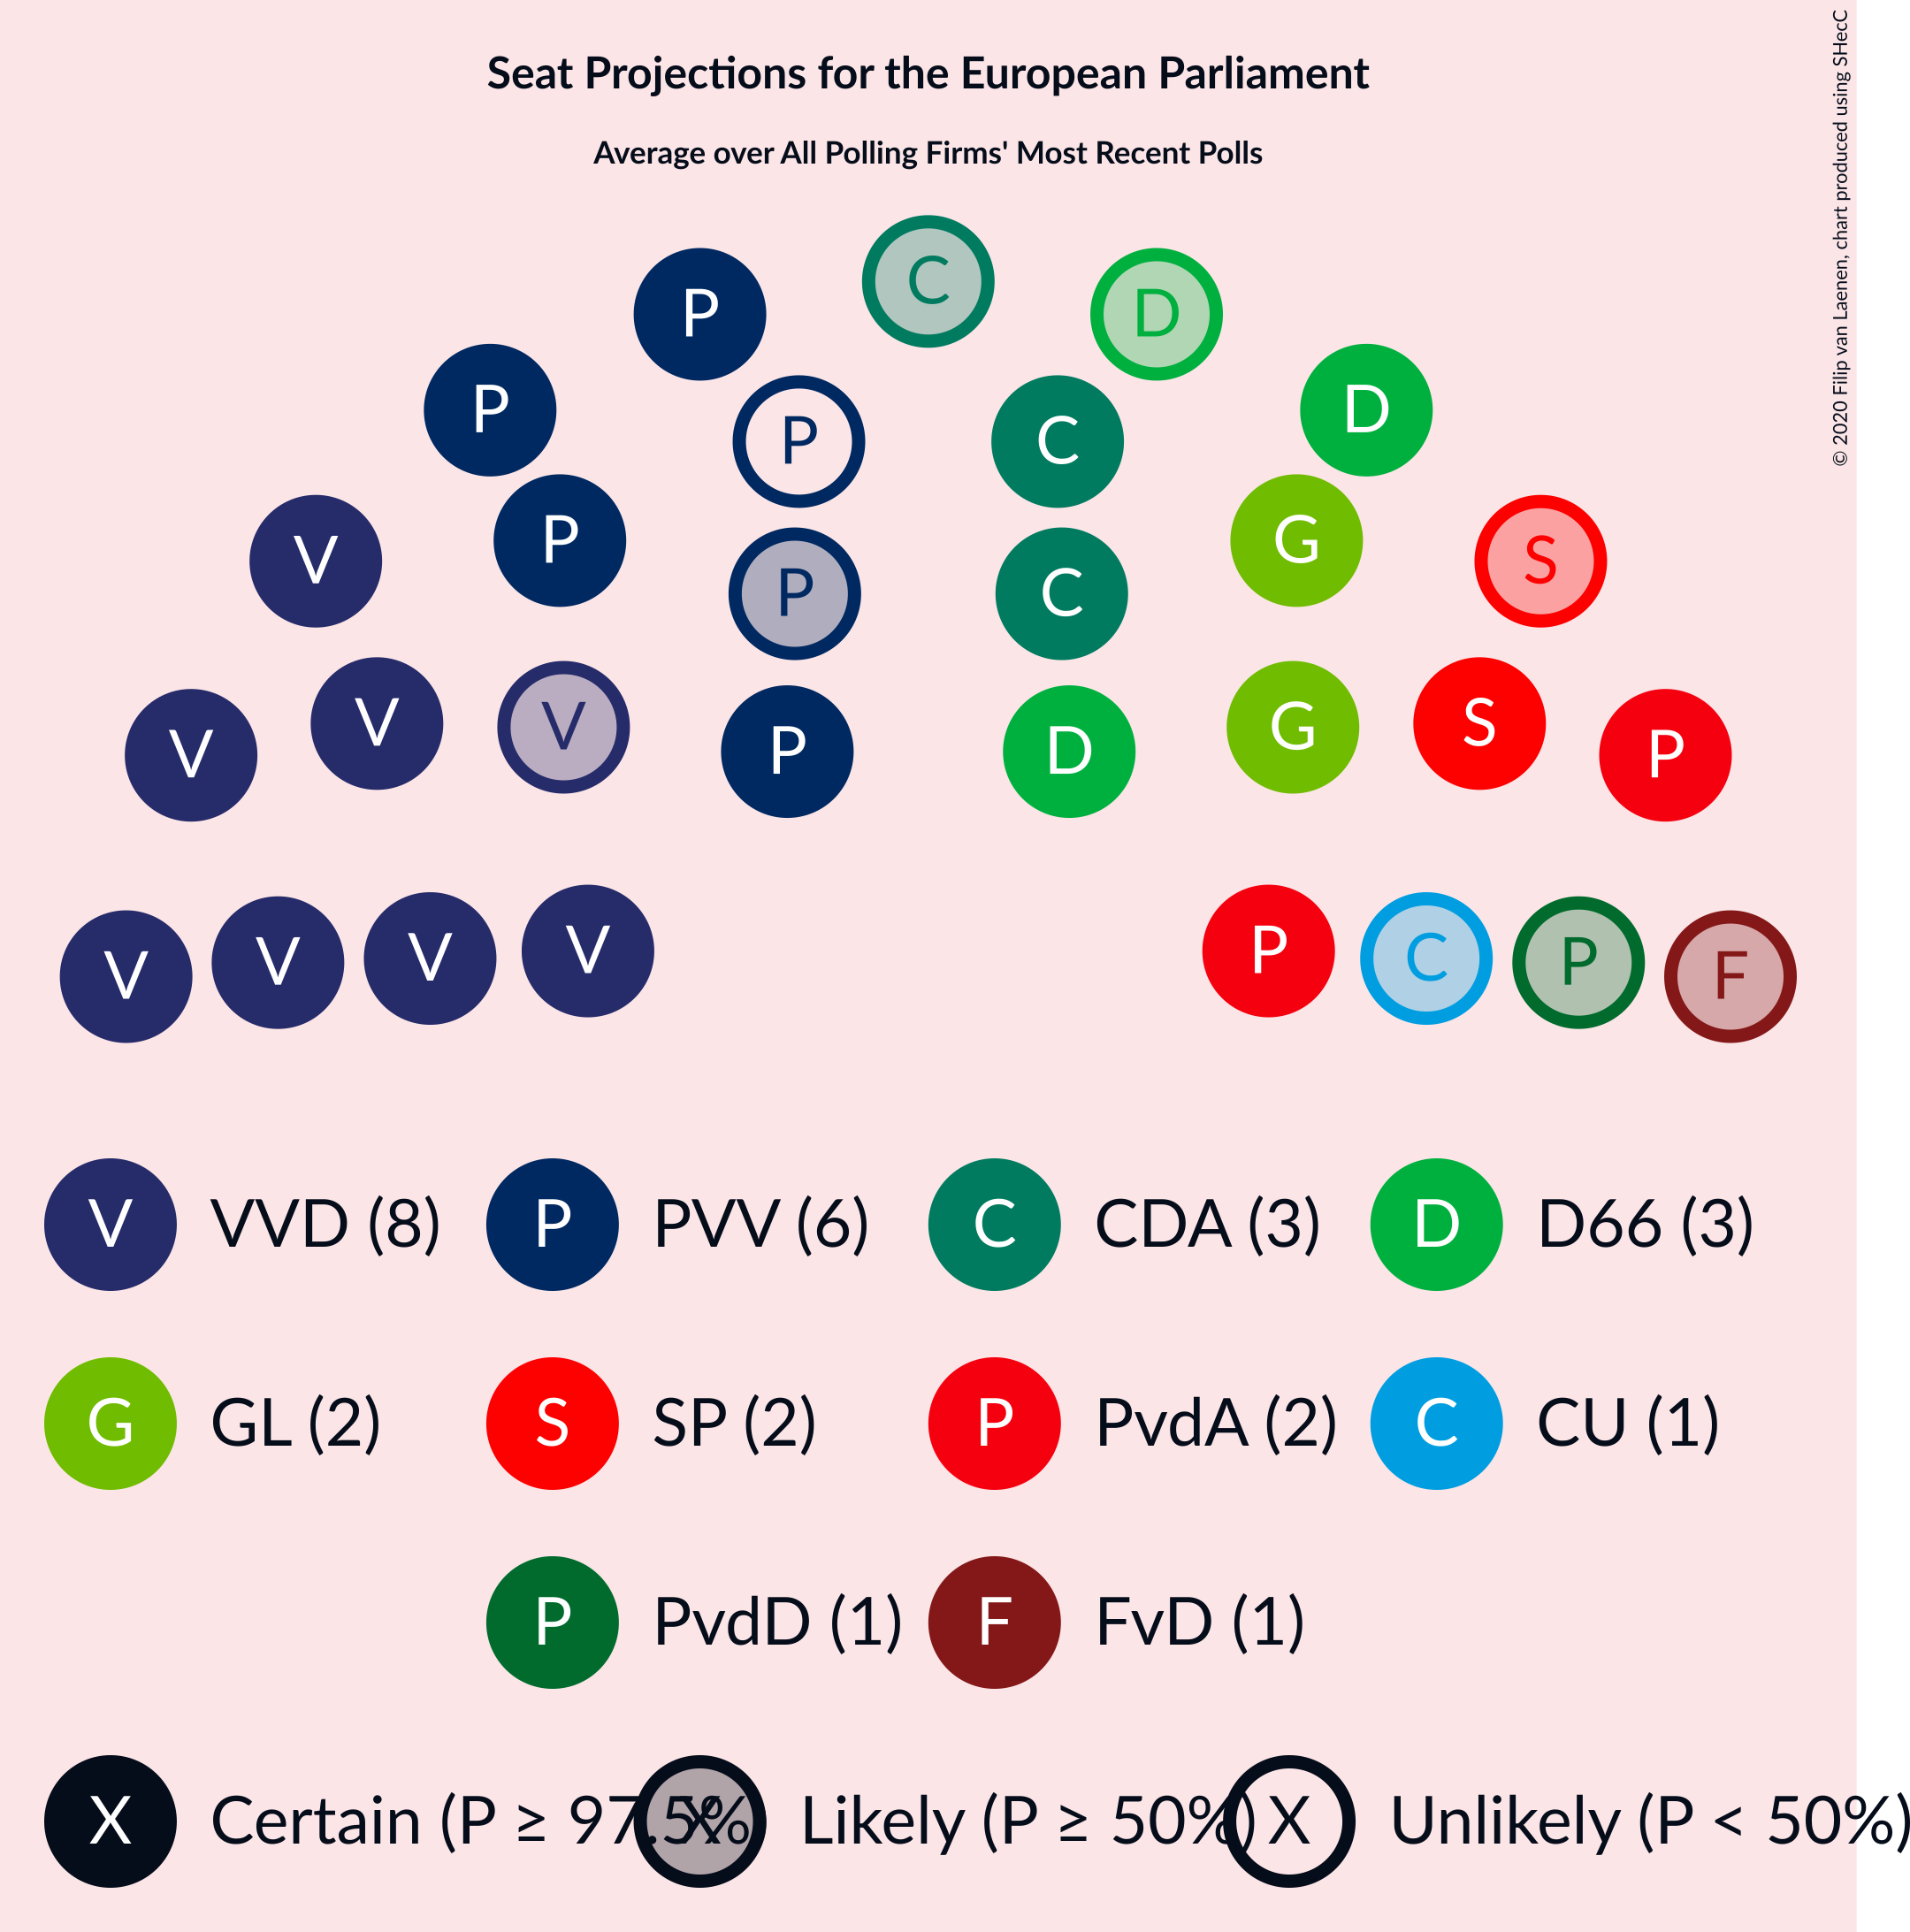 Seat Projections for the European Parliament
Average over All Polling Firms' Most Recent Polls
© 2020 Filip van Laenen, chart produced using SHecC
C
P D
P D
P C
P G
V S
P C
V V V P D G S P
V V V V P C P F
V VVD (8) P PVV (6) C CDA (3) D D66 (3)
G GL (2) S SP (2) P PvdA (2) C CU (1)
P PvdD (1) F FvD (1)
X Certain (P ≥ 97.5% X Likely (P ≥ 50%) X Unlikely (P < 50%)